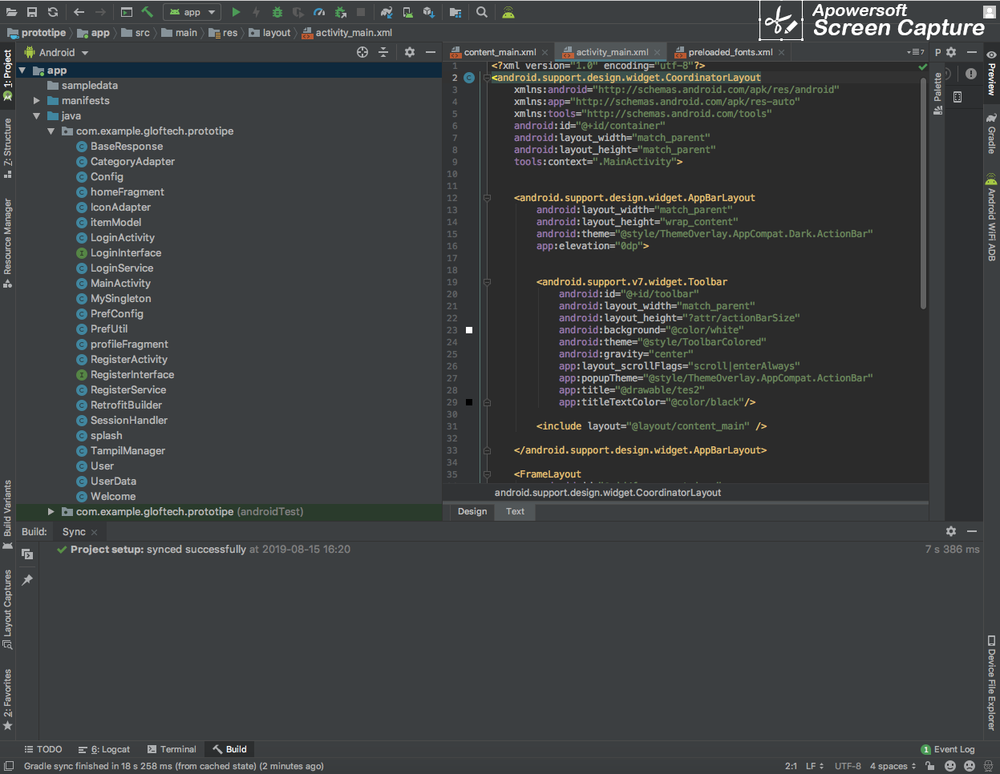 app
Apowersoft
Screen Capture
prototipe
app
src
main
res
layout
activity_main.xml
Android
content_main.xml
activity_main.xml
preloaded_fonts.xml
7
P
1: Project
Z: Structure
Resource Manager
Build Variants
Layout Captures
2: Favorites
app
sampledata
manifests
java
com.example.gloftech.prototipe
BaseResponse
CategoryAdapter
Config
homeFragment
IconAdapter
itemModel
LoginActivity
LoginInterface
LoginService
MainActivity
MySingleton
PrefConfig
PrefUtil
profileFragment
RegisterActivity
RegisterInterface
RegisterService
RetrofitBuilder
SessionHandler
splash
TampilManager
User
UserData
Welcome
com.example.gloftech.prototipe (androidTest)
1 <?xml version="1.0" encoding="utf-8"?>
2 <android.support.design.widget.CoordinatorLayout
3 xmlns:android="http://schemas.android.com/apk/res/android"
4 xmlns:app="http://schemas.android.com/apk/res-auto"
5 xmlns:tools="http://schemas.android.com/tools"
6 android:id="@+id/container"
7 android:layout_width="match_parent"
8 android:layout_height="match_parent"
9 tools:context=".MainActivity">
10
11
12 <android.support.design.widget.AppBarLayout
13 android:layout_width="match_parent"
14 android:layout_height="wrap_content"
15 android:theme="@style/ThemeOverlay.AppCompat.Dark.ActionBar"
16 app:elevation="0dp">
17
18
19 <android.support.v7.widget.Toolbar
20 android:id="@+id/toolbar"
21 android:layout_width="match_parent"
22 android:layout_height="?attr/actionBarSize"
23 android:background="@color/white"
24 android:theme="@style/ToolbarColored"
25 android:gravity="center"
26 app:layout_scrollFlags="scroll|enterAlways"
27 app:popupTheme="@style/ThemeOverlay.AppCompat.ActionBar"
28 app:title="@drawable/tes2"
29 app:titleTextColor="@color/black"/>
30
31 <include layout="@layout/content_main" />
32
33 </android.support.design.widget.AppBarLayout>
34
35 <FrameLayout
android.support.design.widget.CoordinatorLayout
Design
Text
Palette
Preview
Gradle
Android WiFi ADB
Device File Explorer
Build:
Sync
Project setup: synced successfully at 2019-08-15 16:20
7 s 386 ms
TODO
6: Logcat
Terminal
Build
1 Event Log
Gradle sync finished in 18 s 258 ms (from cached state) (2 minutes ago)
2:1
LF
UTF-8
4 spaces